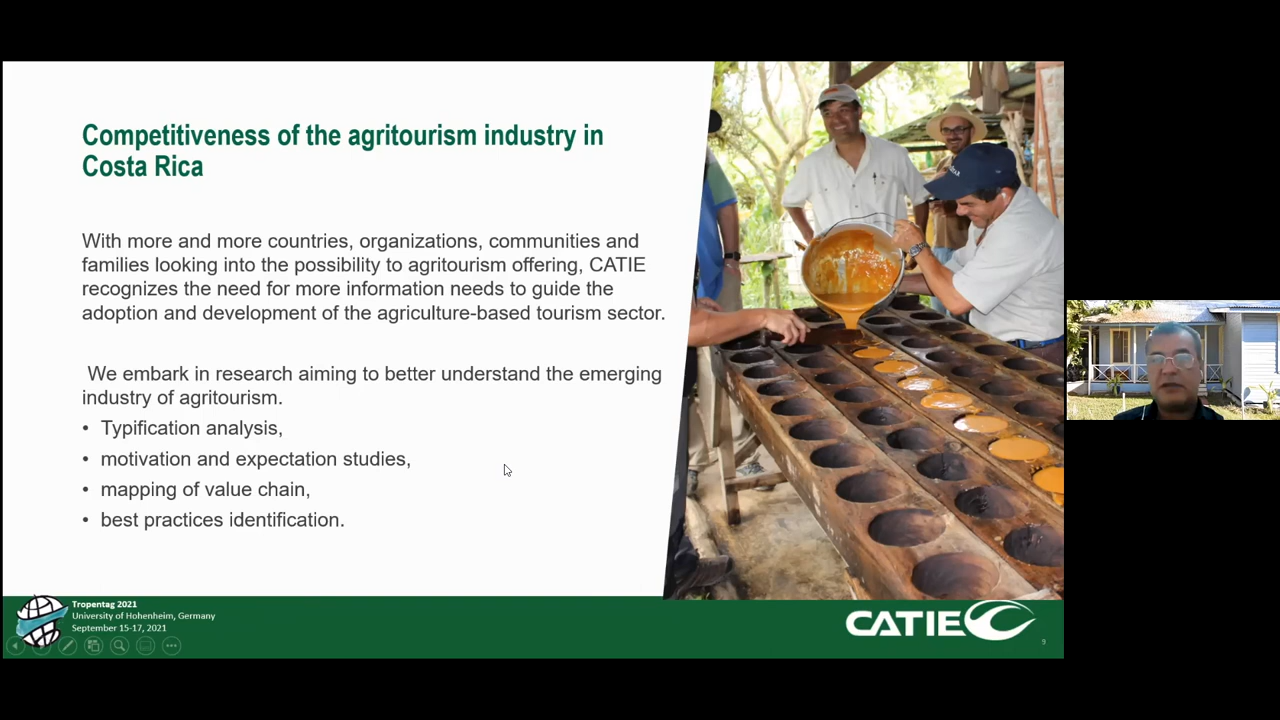 Competitiveness of the agritourism industry in
Costa Rica
With more and more countries, organizations, communities and
families looking into the possibility to agritourism offering, CATIE
recognizes the need for more information needs to guide the
adoption and development of the agriculture-based tourism sector.
We embark in research aiming to better understand the emerging
industry of agritourism.
• Typification analysis,
• motivation and expectation studies,
• mapping of value chain,
• best practices identification.
Tropentag 2021
University of Hohenheim, Germany
September 15-17, 2021
CATIE
9